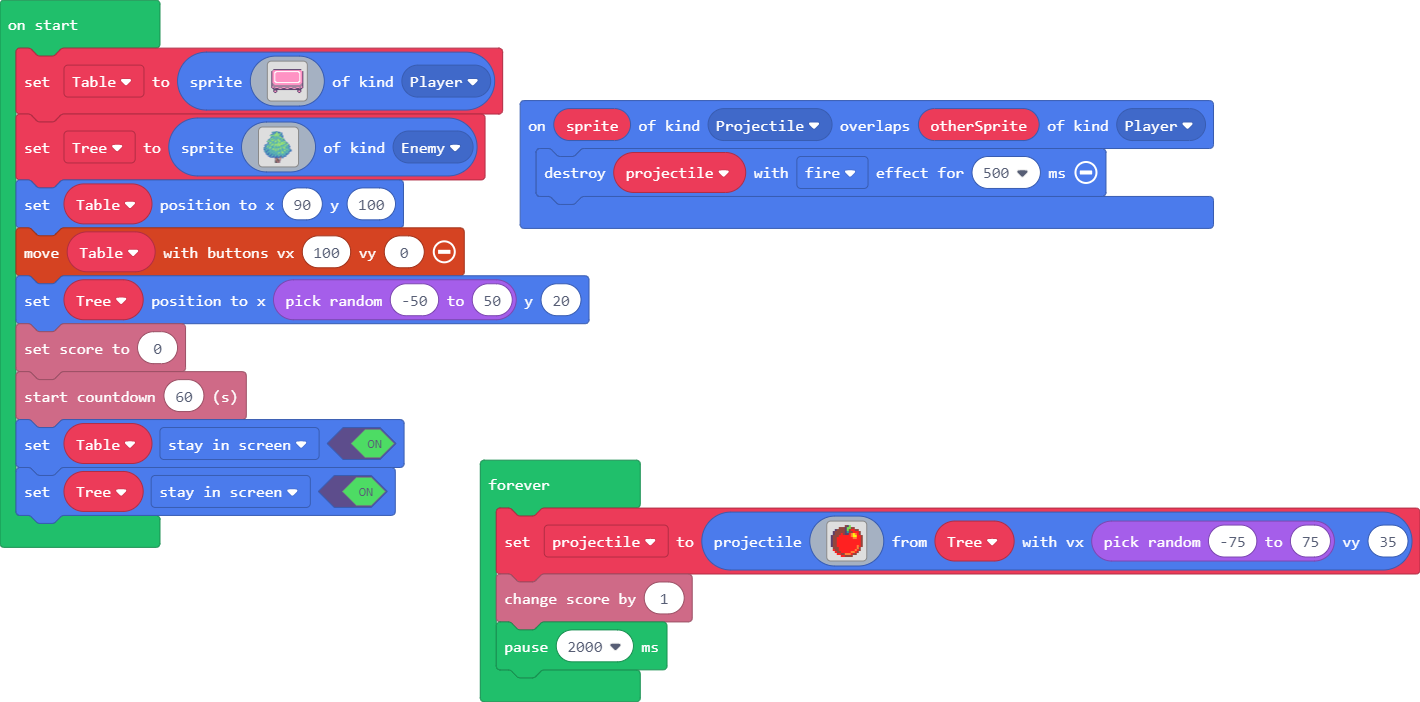 on start
set Table to sprite of kind Player
set Tree to sprite of kind Enemy
set Table position to x 90 y 100
move Table with buttons vx 100 vy 0
set Tree position to x pick random -50 to 50 y 20
set score to 0
start countdown 60 (s)
set Table stay in screen ON
set Tree stay in screen ON
on sprite of kind Projectile overlaps otherSprite of kind Player
destroy projectile with fire effect for 500 ms
forever
set projectile to projectile from Tree with vx pick random -75 to 75 vy 35
change score by 1
pause 2000 ms